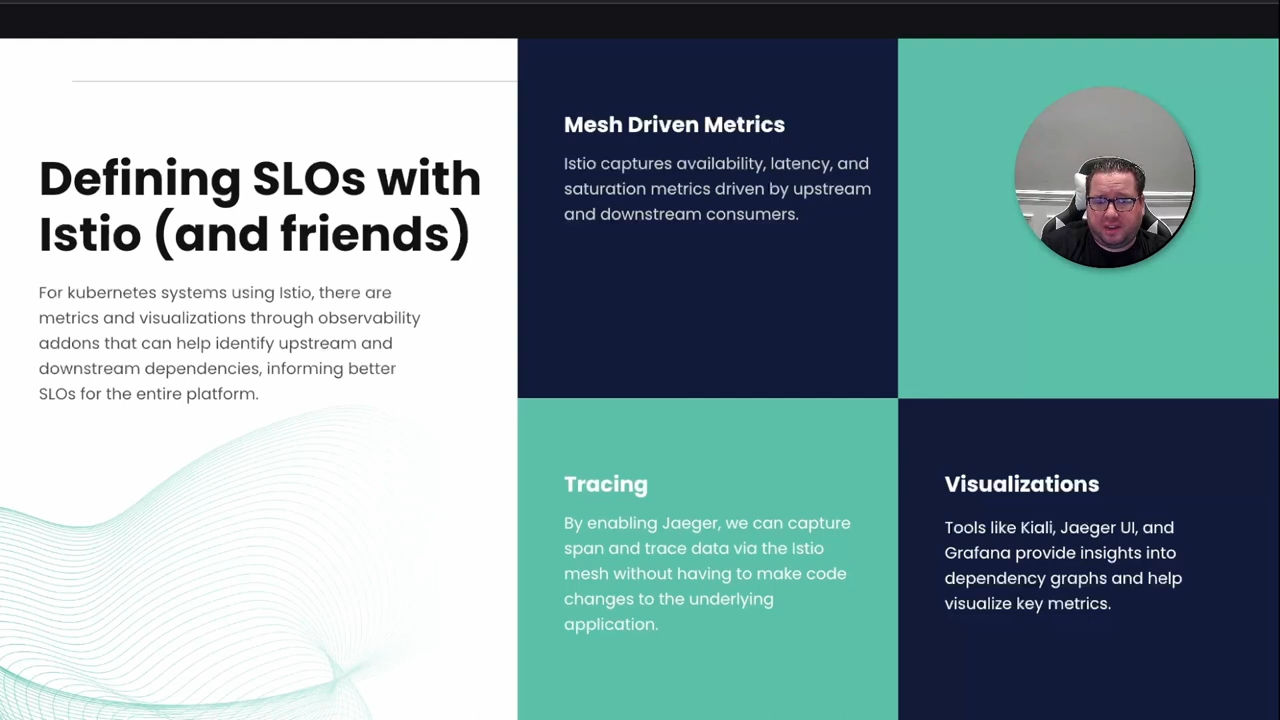 Defining SLOs with
Istio (and friends)
For kubernetes systems using Istio, there are
metrics and visualizations through observability
addons that can help identify upstream and
downstream dependencies, informing better
SLOs for the entire platform.
Mesh Driven Metrics
Istio captures availability, latency, and
saturation metrics driven by upstream
and downstream consumers.
Tracing
By enabling Jaeger, we can capture
span and trace data via the Istio
mesh without having to make code
changes to the underlying
application.
Visualizations
Tools like Kiali, Jaeger UI, and
Grafana provide insights into
dependency graphs and help
visualize key metrics.